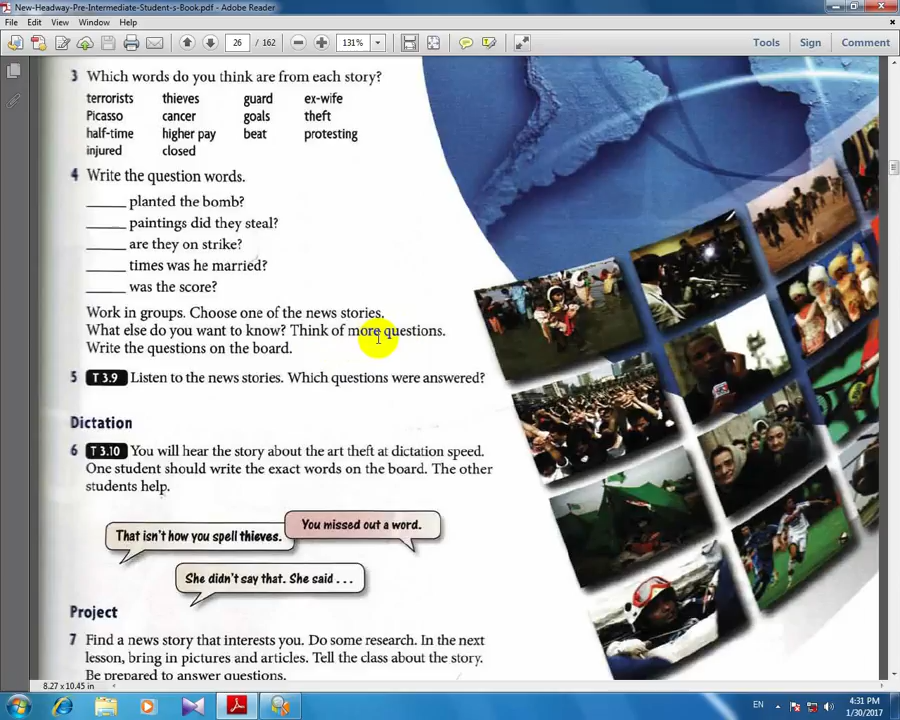 New-Headway-Pre-Intermediate-Student-s-Book.pdf - Adobe Reader
File Edit View Window Help
26 / 162 131% Tools Sign Comment
3 Which words do you think are from each story?
terrorists thieves guard ex-wife
Picasso cancer goals theft
half-time higher pay beat protesting
injured closed
4 Write the question words.
______ planted the bomb?
______ paintings did they steal?
______ are they on strike?
______ times was he married?
______ was the score?
Work in groups. Choose one of the news stories.
What else do you want to know? Think of more questions.
Write the questions on the board.
5 T 3.9 Listen to the news stories. Which questions were answered?
Dictation
6 T 3.10 You will hear the story about the art theft at dictation speed.
One student should write the exact words on the board. The other
students help.
That isn't how you spell thieves.
You missed out a word.
She didn't say that. She said . . .
Project
7 Find a news story that interests you. Do some research. In the next
lesson, bring in pictures and articles. Tell the class about the story.
Be prepared to answer questions.
8.27 x 10.45 in
EN 4:31 PM
1/30/2017